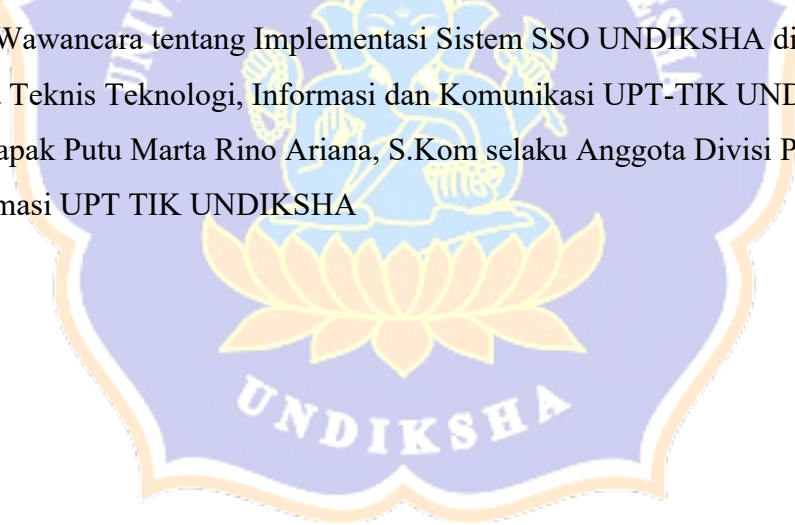 Wawancara tentang Implementasi Sistem SSO UNDIKSHA di
Teknis Teknologi, Informasi dan Komunikasi UPT-TIK UND
apak Putu Marta Rino Ariana, S.Kom selaku Anggota Divisi P
masi UPT TIK UNDIKSHA
UNDIKSHA